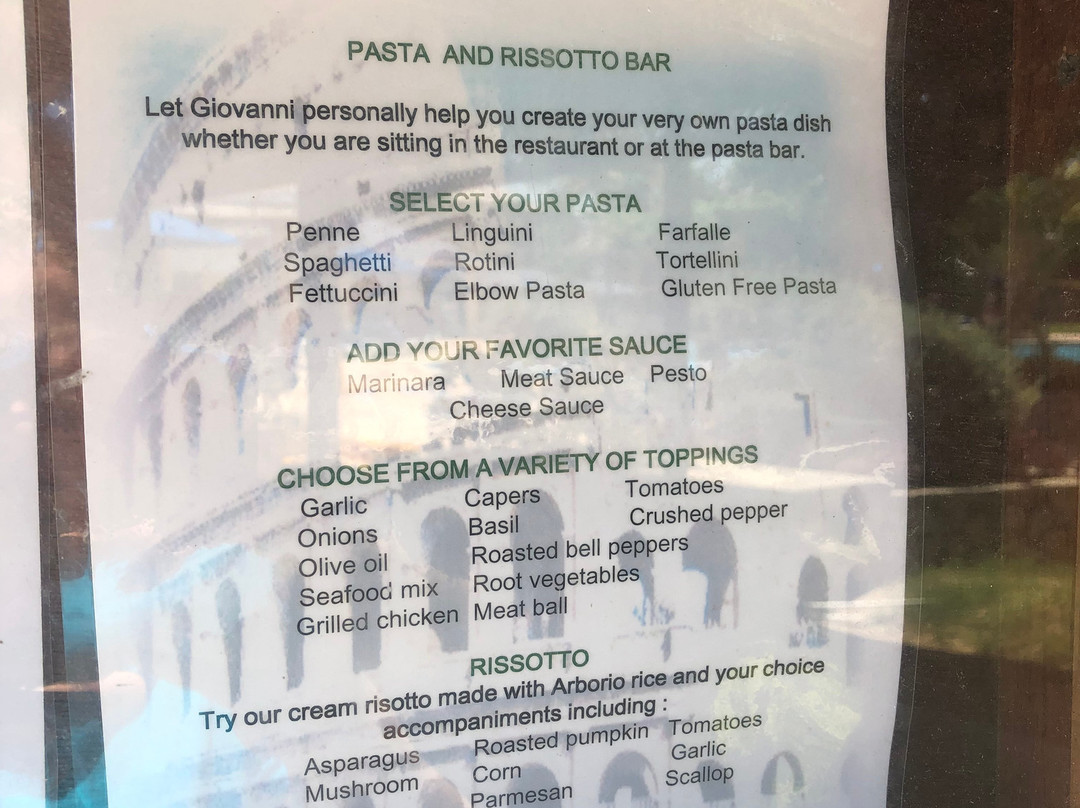 PASTA AND RISSOTTO BAR
Let Giovanni personally help you create your very own pasta dish
whether you are sitting in the restaurant or at the pasta bar.
SELECT YOUR PASTA
Penne Linguini Farfalle
Spaghetti Rotini Tortellini
Fettuccini Elbow Pasta Gluten Free Pasta
ADD YOUR FAVORITE SAUCE
Marinara Meat Sauce Pesto
Cheese Sauce
CHOOSE FROM A VARIETY OF TOPPINGS
Garlic Capers Tomatoes
Onions Basil Crushed pepper
Olive oil Roasted bell peppers
Seafood mix Root vegetables
Grilled chicken Meat ball
RISSOTTO
Try our cream risotto made with Arborio rice and your choice
accompaniments including :
Asparagus Roasted pumpkin Tomatoes
Mushroom Corn Garlic
Parmesan Scallop